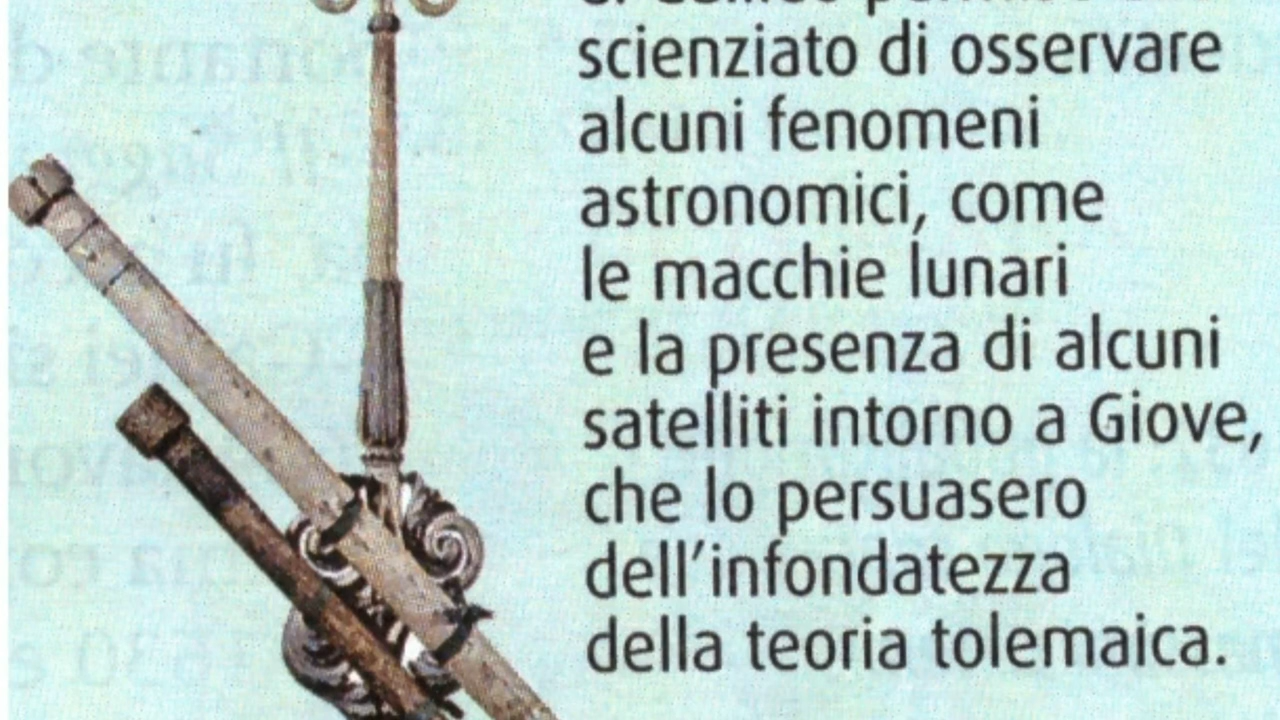 scienziato di osservare
alcuni fenomeni
astronomici, come
le macchie lunari
e la presenza di alcuni
satelliti intorno a Giove,
che lo persuasero
dell'infondatezza
della teoria tolemaica.